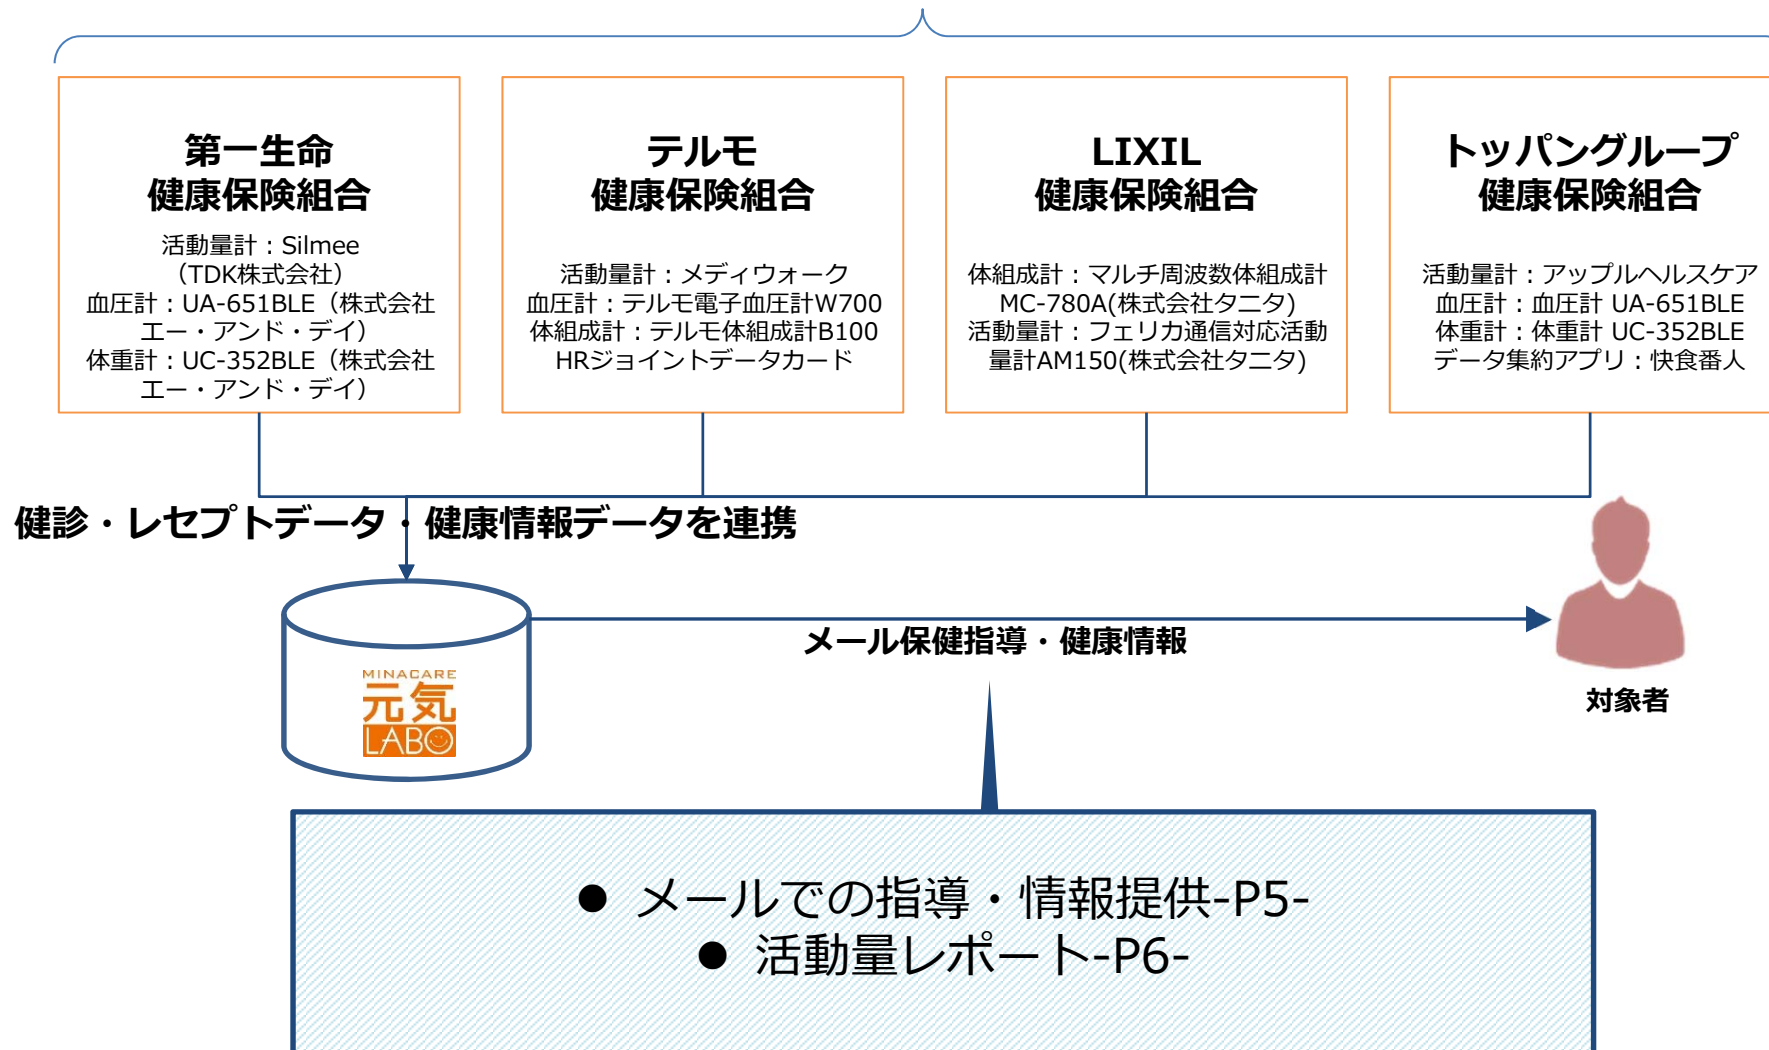 第一生命
健康保険組合
活動量計：Silmee
（TDK株式会社）
血圧計：UA-651BLE（株式会社
エー・アンド・デイ）
体重計：UC-352BLE（株式会社
エー・アンド・デイ）
テルモ
健康保険組合
活動量計：メディウォーク
血圧計：テルモ電子血圧計W700
体組成計：テルモ体組成計B100
HRジョイントデータカード
LIXIL
健康保険組合
体組成計：マルチ周波数体組成計
MC-780A(株式会社タニタ)
活動量計：フェリカ通信対応活動
量計AM150(株式会社タニタ)
トッパングループ
健康保険組合
活動量計：アップルヘルスケア
血圧計：血圧計 UA-651BLE
体重計：体重計 UC-352BLE
データ集約アプリ：快食番人
健診・レセプトデータ・健康情報データを連携
MINACARE
元気
LABO
メール保健指導・健康情報
対象者
● メールでの指導・情報提供-P5-
● 活動量レポート-P6-